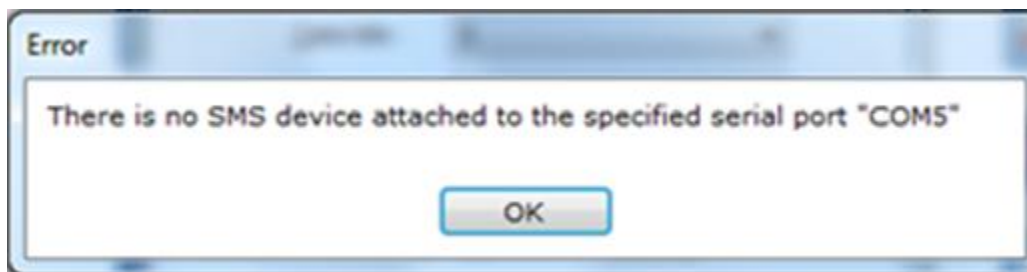 Error
There is no SMS device attached to the specified serial port "COM5"
OK